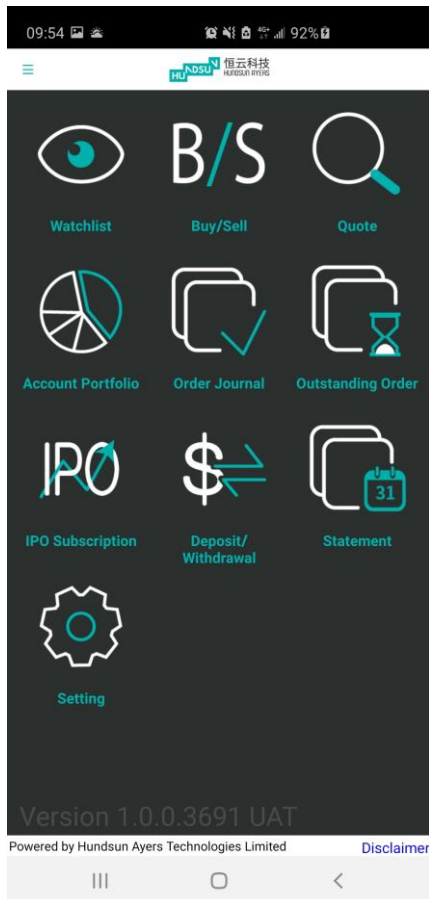 09:54 4G+ 92%
HUNDSUN 恒云科技
HUNDSUN AYERS
B/S
Watchlist Buy/Sell Quote
Account Portfolio Order Journal Outstanding Order
IPO $ 31
IPO Subscription Deposit/ Statement
Withdrawal
Setting
Version 1.0.0.3691 UAT
Powered by Hundsun Ayers Technologies Limited Disclaimer